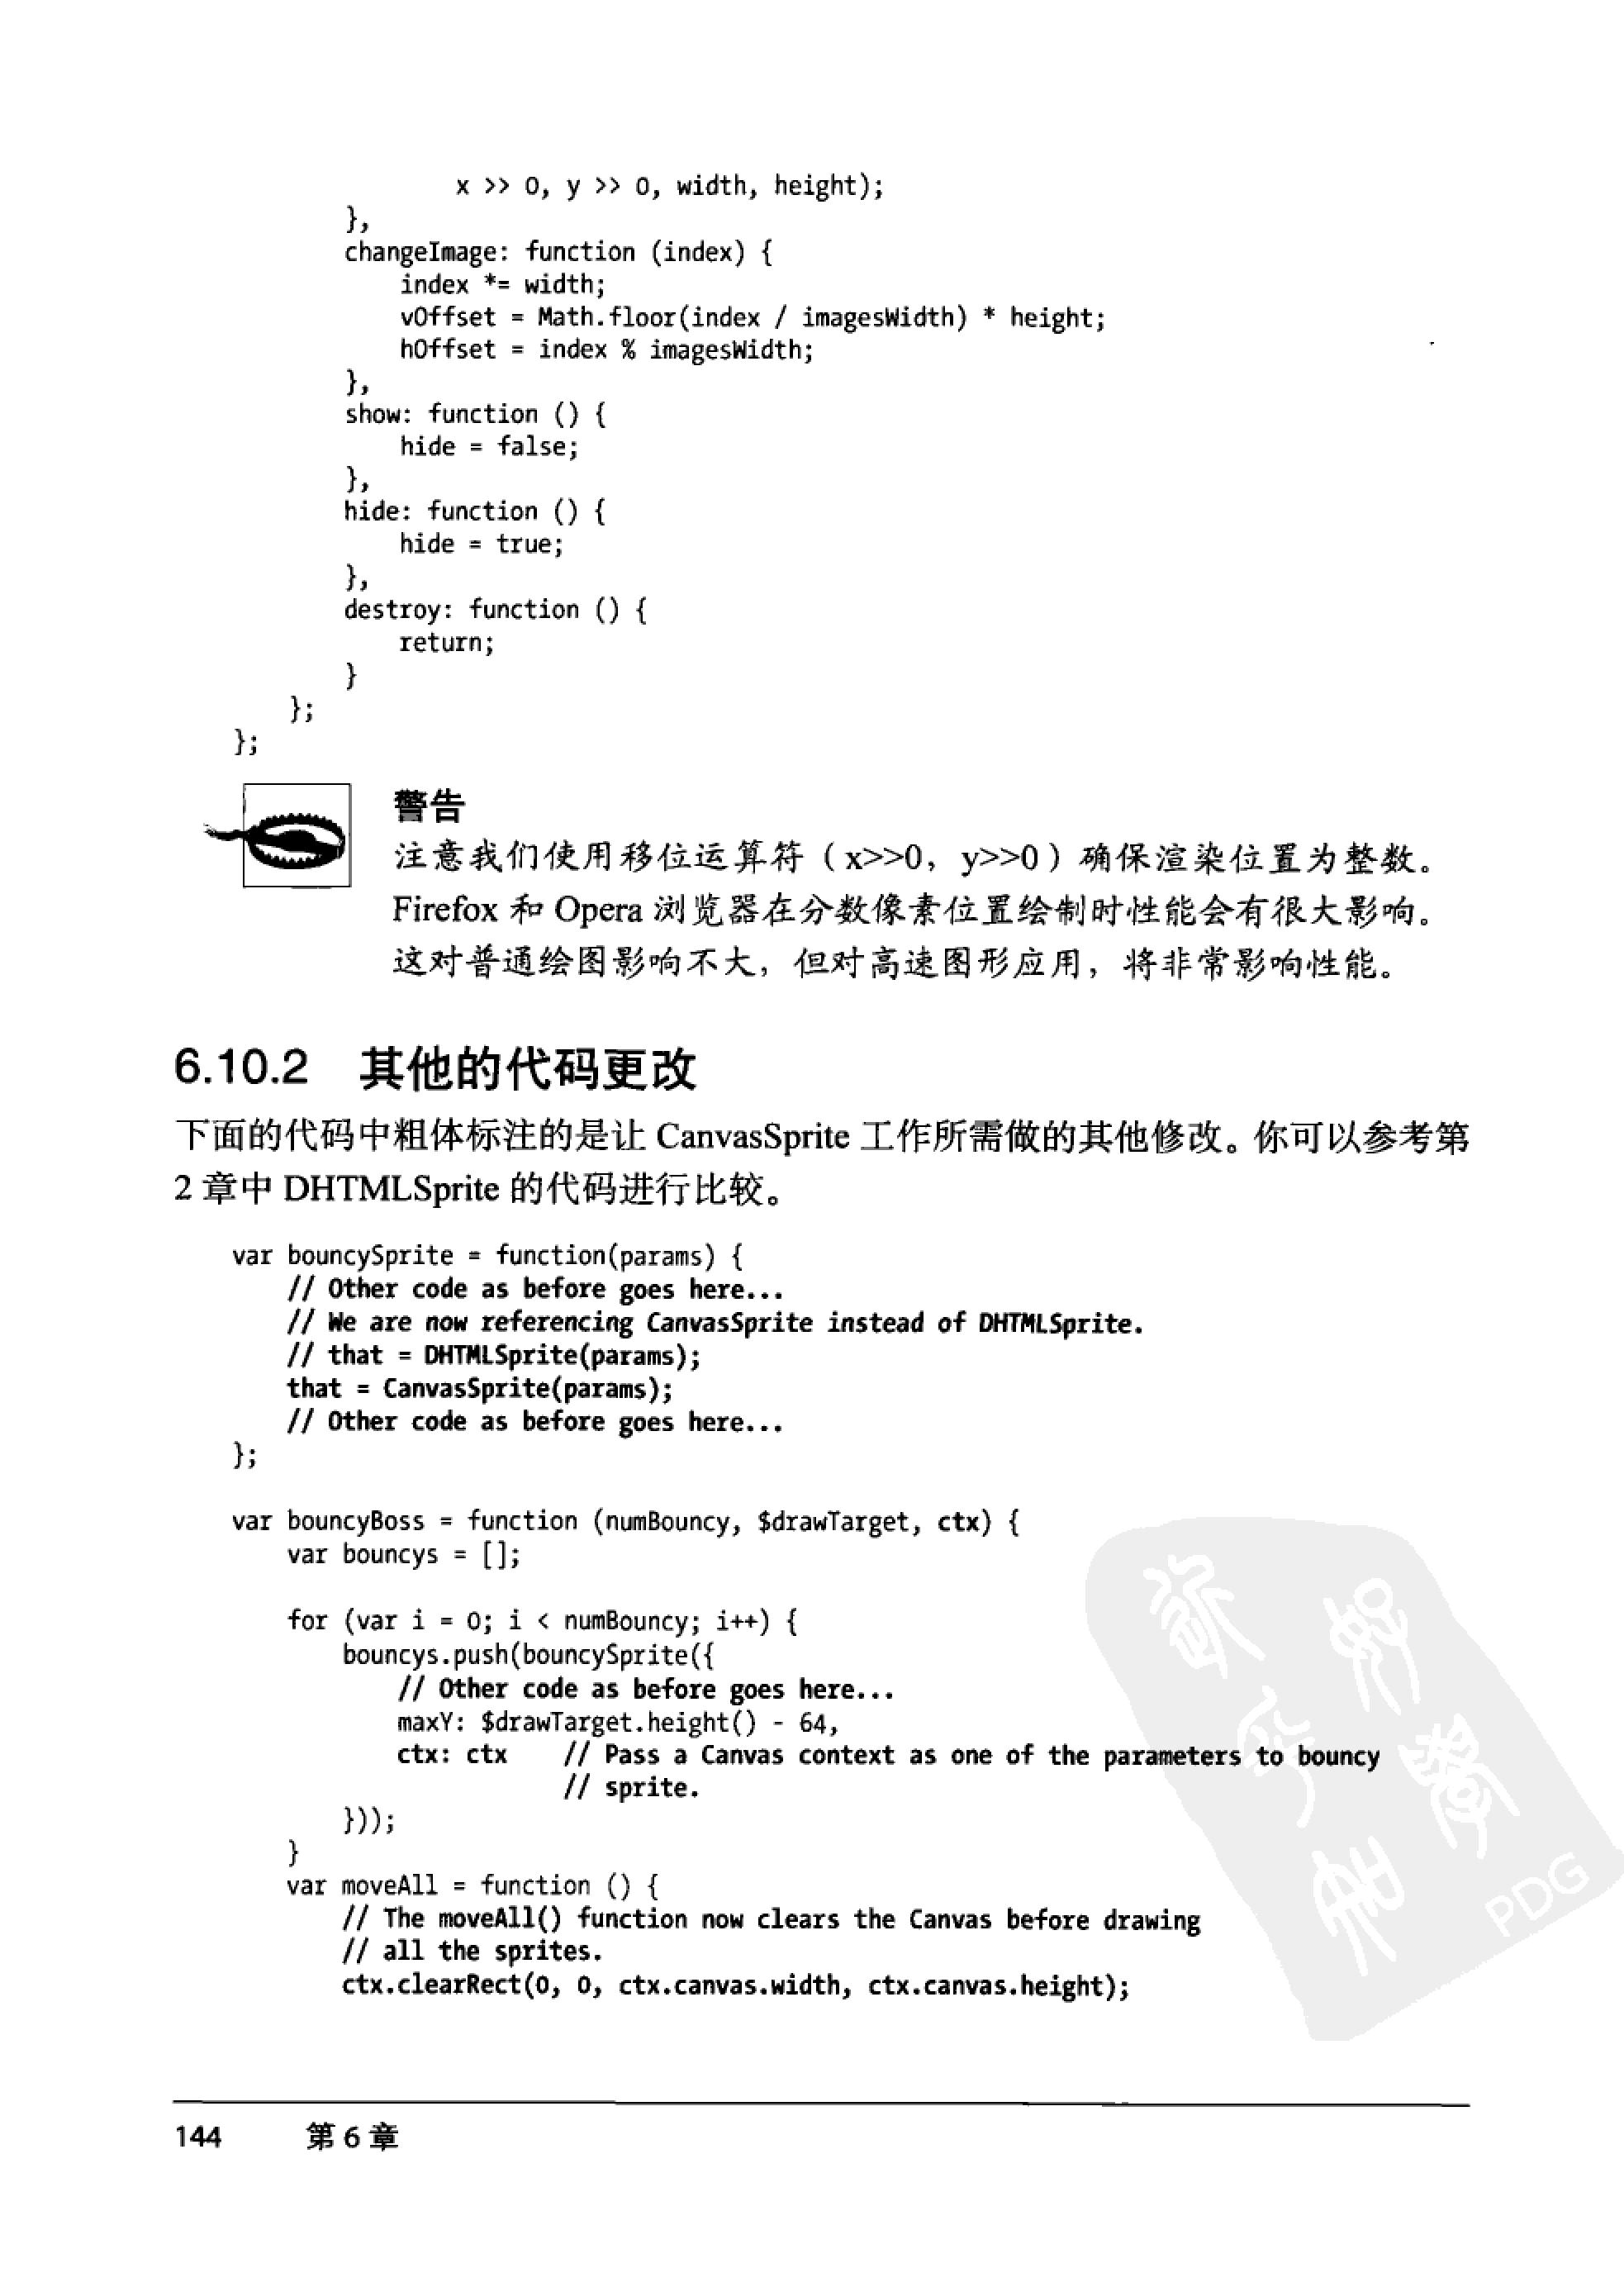 x >> 0, y >> 0, width, height);
        },
        changeImage: function (index) {
            index *= width;
            vOffset = Math.floor(index / imagesWidth) * height;
            hOffset = index % imagesWidth;
        },
        show: function () {
            hide = false;
        },
        hide: function () {
            hide = true;
        },
        destroy: function () {
            return;
        }
    };
};
警告
注意我们使用移位运算符（x>>0，y>>0）确保渲染位置为整数。
Firefox 和 Opera 浏览器在分数像素位置绘制时性能会有很大影响。
这对普通绘图影响不大，但对高速图形应用，将非常影响性能。
6.10.2 其他的代码更改
下面的代码中粗体标注的是让 CanvasSprite 工作所需做的其他修改。你可以参考第
2 章中 DHTMLSprite 的代码进行比较。
var bouncySprite = function(params) {
    // Other code as before goes here...
    // We are now referencing CanvasSprite instead of DHTMLSprite.
    // that = DHTMLSprite(params);
    that = CanvasSprite(params);
    // Other code as before goes here...
};
var bouncyBoss = function (numBouncy, $drawTarget, ctx) {
    var bouncys = [];
    for (var i = 0; i < numBouncy; i++) {
        bouncys.push(bouncySprite({
            // Other code as before goes here...
            maxY: $drawTarget.height() - 64,
            ctx: ctx    // Pass a Canvas context as one of the parameters to bouncy
                        // sprite.
        }));
    }
    var moveAll = function () {
        // The moveAll() function now clears the Canvas before drawing
        // all the sprites.
        ctx.clearRect(0, 0, ctx.canvas.width, ctx.canvas.height);
PDG
144 第 6 章